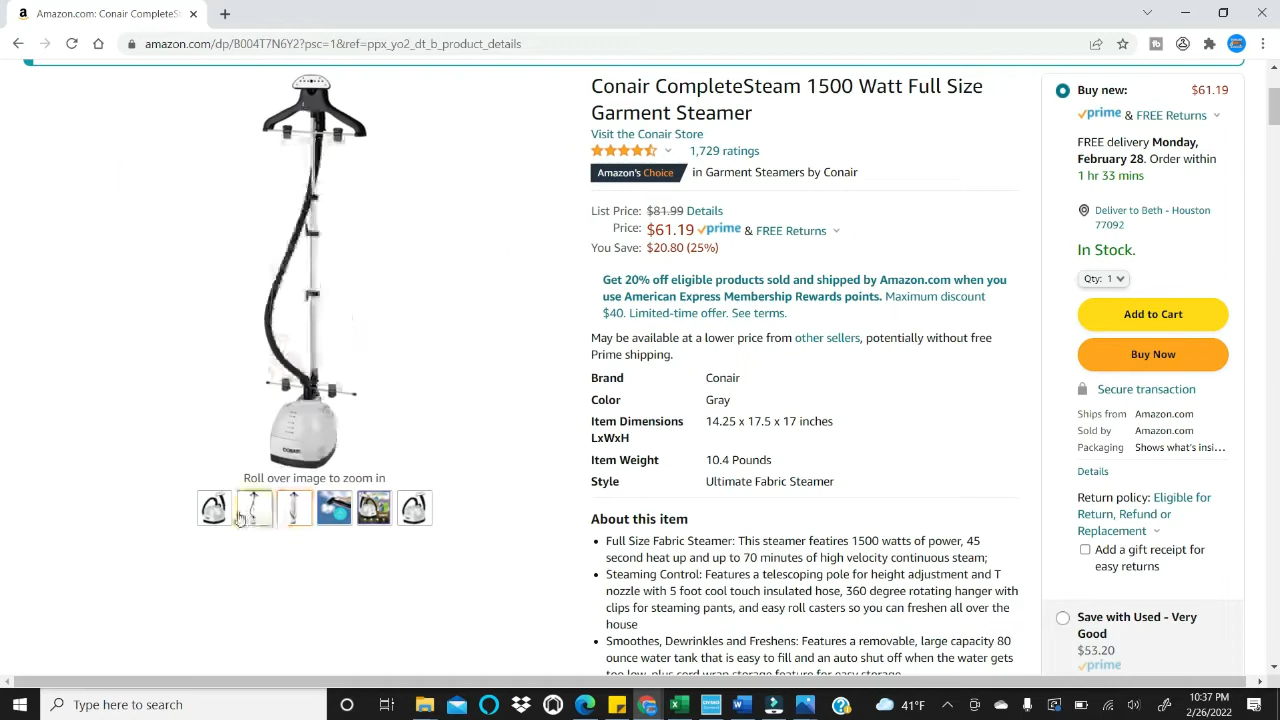 Amazon.com: Conair CompleteSt
amazon.com/dp/B004T7N6Y2?psc=1&ref=ppx_yo2_dt_b_product_details
CONAIR
Roll over image to zoom in
Conair CompleteSteam 1500 Watt Full Size
Garment Steamer
Visit the Conair Store
1,729 ratings
Amazon's Choice in Garment Steamers by Conair
List Price: $81.99 Details
Price: $61.19 prime & FREE Returns
You Save: $20.80 (25%)
Get 20% off eligible products sold and shipped by Amazon.com when you
use American Express Membership Rewards points. Maximum discount
$40. Limited-time offer. See terms.
May be available at a lower price from other sellers, potentially without free
Prime shipping.
Brand Conair
Color Gray
Item Dimensions 14.25 x 17.5 x 17 inches
LxWxH
Item Weight 10.4 Pounds
Style Ultimate Fabric Steamer
About this item
Full Size Fabric Steamer: This steamer featires 1500 watts of power, 45
second heat up and up to 70 minutes of high velocity continuous steam;
Steaming Control: Features a telescoping pole for height adjustment and T
nozzle with 5 foot cool touch insulated hose, 360 degree rotating hanger with
clips for steaming pants, and easy roll casters so you can freshen all over the
house
Smoothes, Dewrinkles and Freshens: Features a removable, large capacity 80
ounce water tank that is easy to fill and an auto shut off when the water gets
too low, plus cord wrap storage feature for easy storage
Buy new: $61.19
prime & FREE Returns
FREE delivery Monday,
February 28. Order within
1 hr 33 mins
Deliver to Beth - Houston
77092
In Stock.
Qty: 1
Add to Cart
Buy Now
Secure transaction
Ships from Amazon.com
Sold by Amazon.com
Packaging Shows what's insi...
Details
Return policy: Eligible for
Return, Refund or
Replacement
Add a gift receipt for
easy returns
Save with Used - Very
Good
$53.20
prime
Type here to search
41°F
10:37 PM
2/26/2022